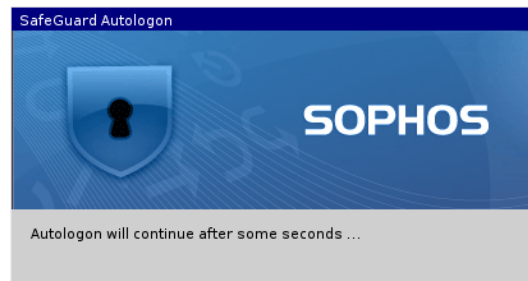 SafeGuard Autologon
SOPHOS
Autologon will continue after some seconds ...